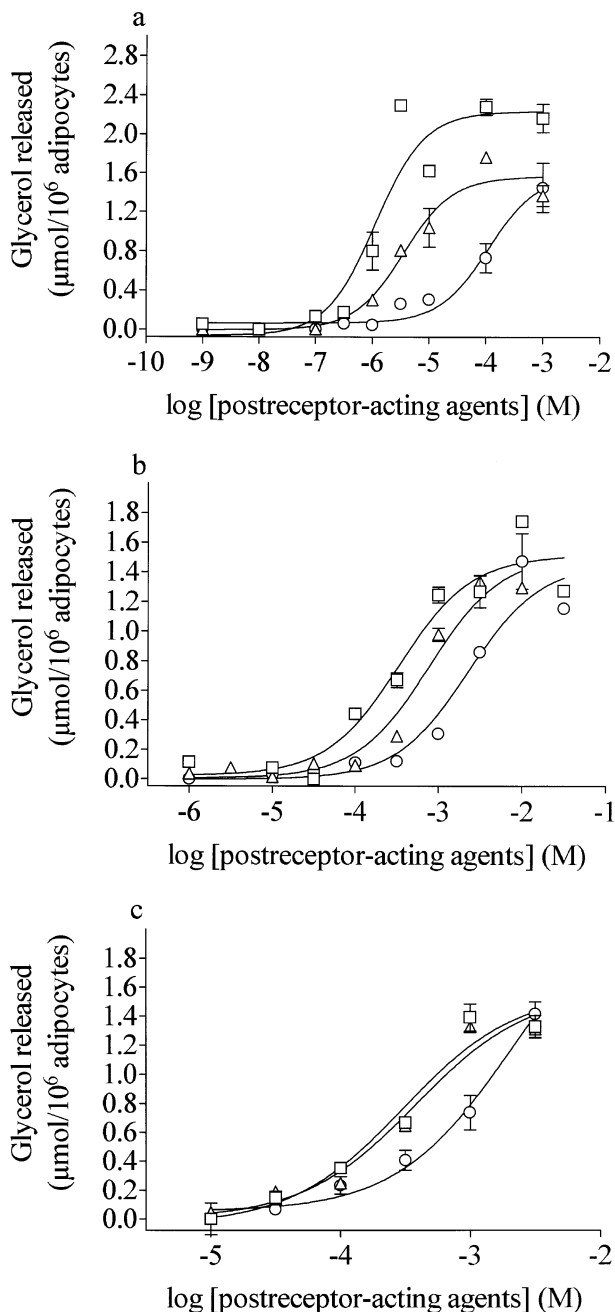 a
Glycerol released
(µmol/10⁶ adipocytes)
2.8
2.4
2.0
1.6
1.2
0.8
0.4
0.0
-10 -9 -8 -7 -6 -5 -4 -3 -2
log [postreceptor-acting agents] (M)
b
Glycerol released
(µmol/10⁶ adipocytes)
1.8
1.6
1.4
1.2
1.0
0.8
0.6
0.4
0.2
0.0
-6 -5 -4 -3 -2 -1
log [postreceptor-acting agents] (M)
c
Glycerol released
(µmol/10⁶ adipocytes)
1.8
1.6
1.4
1.2
1.0
0.8
0.6
0.4
0.2
0.0
-5 -4 -3 -2
log [postreceptor-acting agents] (M)